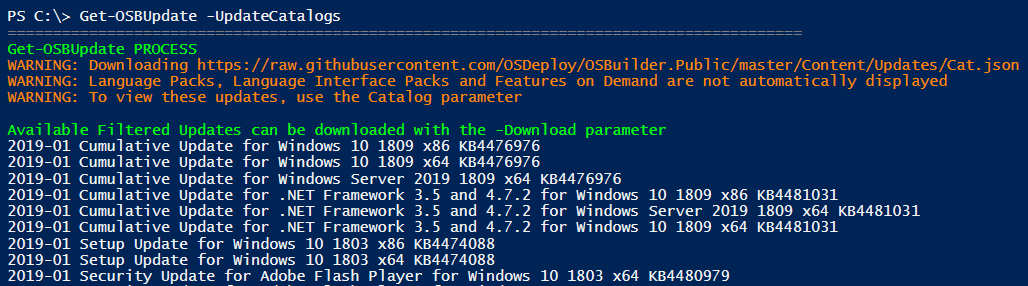 PS C:\> Get-OSBUpdate -UpdateCatalogs
===================================================================================
Get-OSBUpdate PROCESS
WARNING: Downloading https://raw.githubusercontent.com/OSDeploy/OSBuilder.Public/master/Content/Updates/Cat.json
WARNING: Language Packs, Language Interface Packs and Features on Demand are not automatically displayed
WARNING: To view these updates, use the Catalog parameter
Available Filtered Updates can be downloaded with the -Download parameter
2019-01 Cumulative Update for Windows 10 1809 x86 KB4476976
2019-01 Cumulative Update for Windows 10 1809 x64 KB4476976
2019-01 Cumulative Update for Windows Server 2019 1809 x64 KB4476976
2019-01 Cumulative Update for .NET Framework 3.5 and 4.7.2 for Windows 10 1809 x86 KB4481031
2019-01 Cumulative Update for .NET Framework 3.5 and 4.7.2 for Windows Server 2019 1809 x64 KB4481031
2019-01 Cumulative Update for .NET Framework 3.5 and 4.7.2 for Windows 10 1809 x64 KB4481031
2019-01 Setup Update for Windows 10 1803 x86 KB4474088
2019-01 Setup Update for Windows 10 1803 x64 KB4474088
2019-01 Security Update for Adobe Flash Player for Windows 10 1803 x64 KB4480979